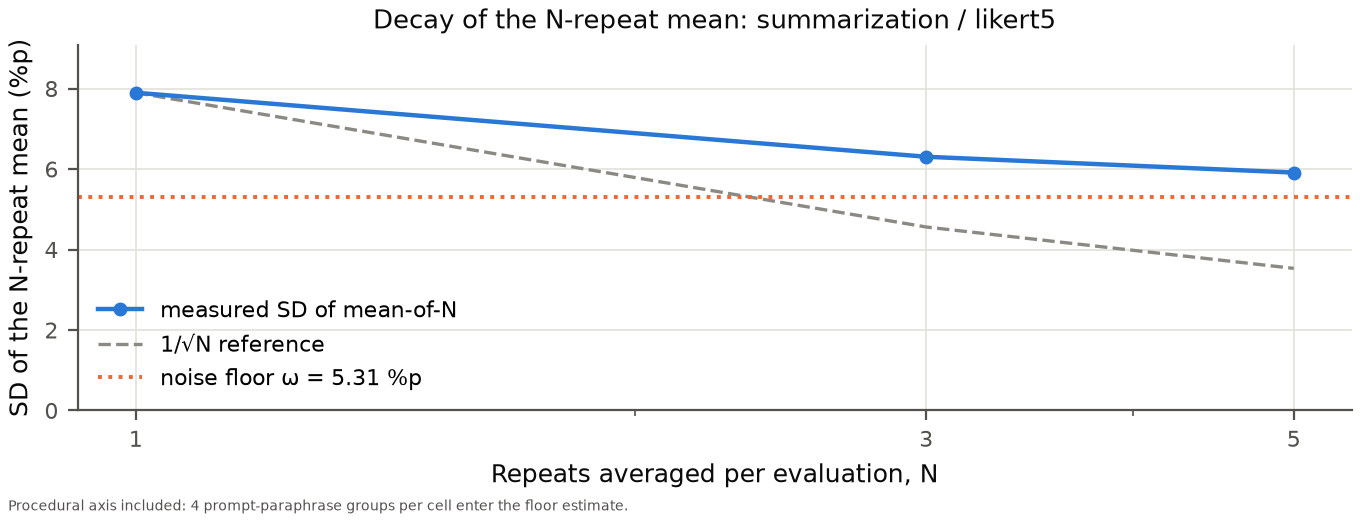 Decay of the N-repeat mean: summarization / likert5
SD of the N-repeat mean (%p)
8
6
4
2
0
measured SD of mean-of-N
1/√N reference
noise floor ω = 5.31 %p
1
3
5
Repeats averaged per evaluation, N
Procedural axis included: 4 prompt-paraphrase groups per cell enter the floor estimate.